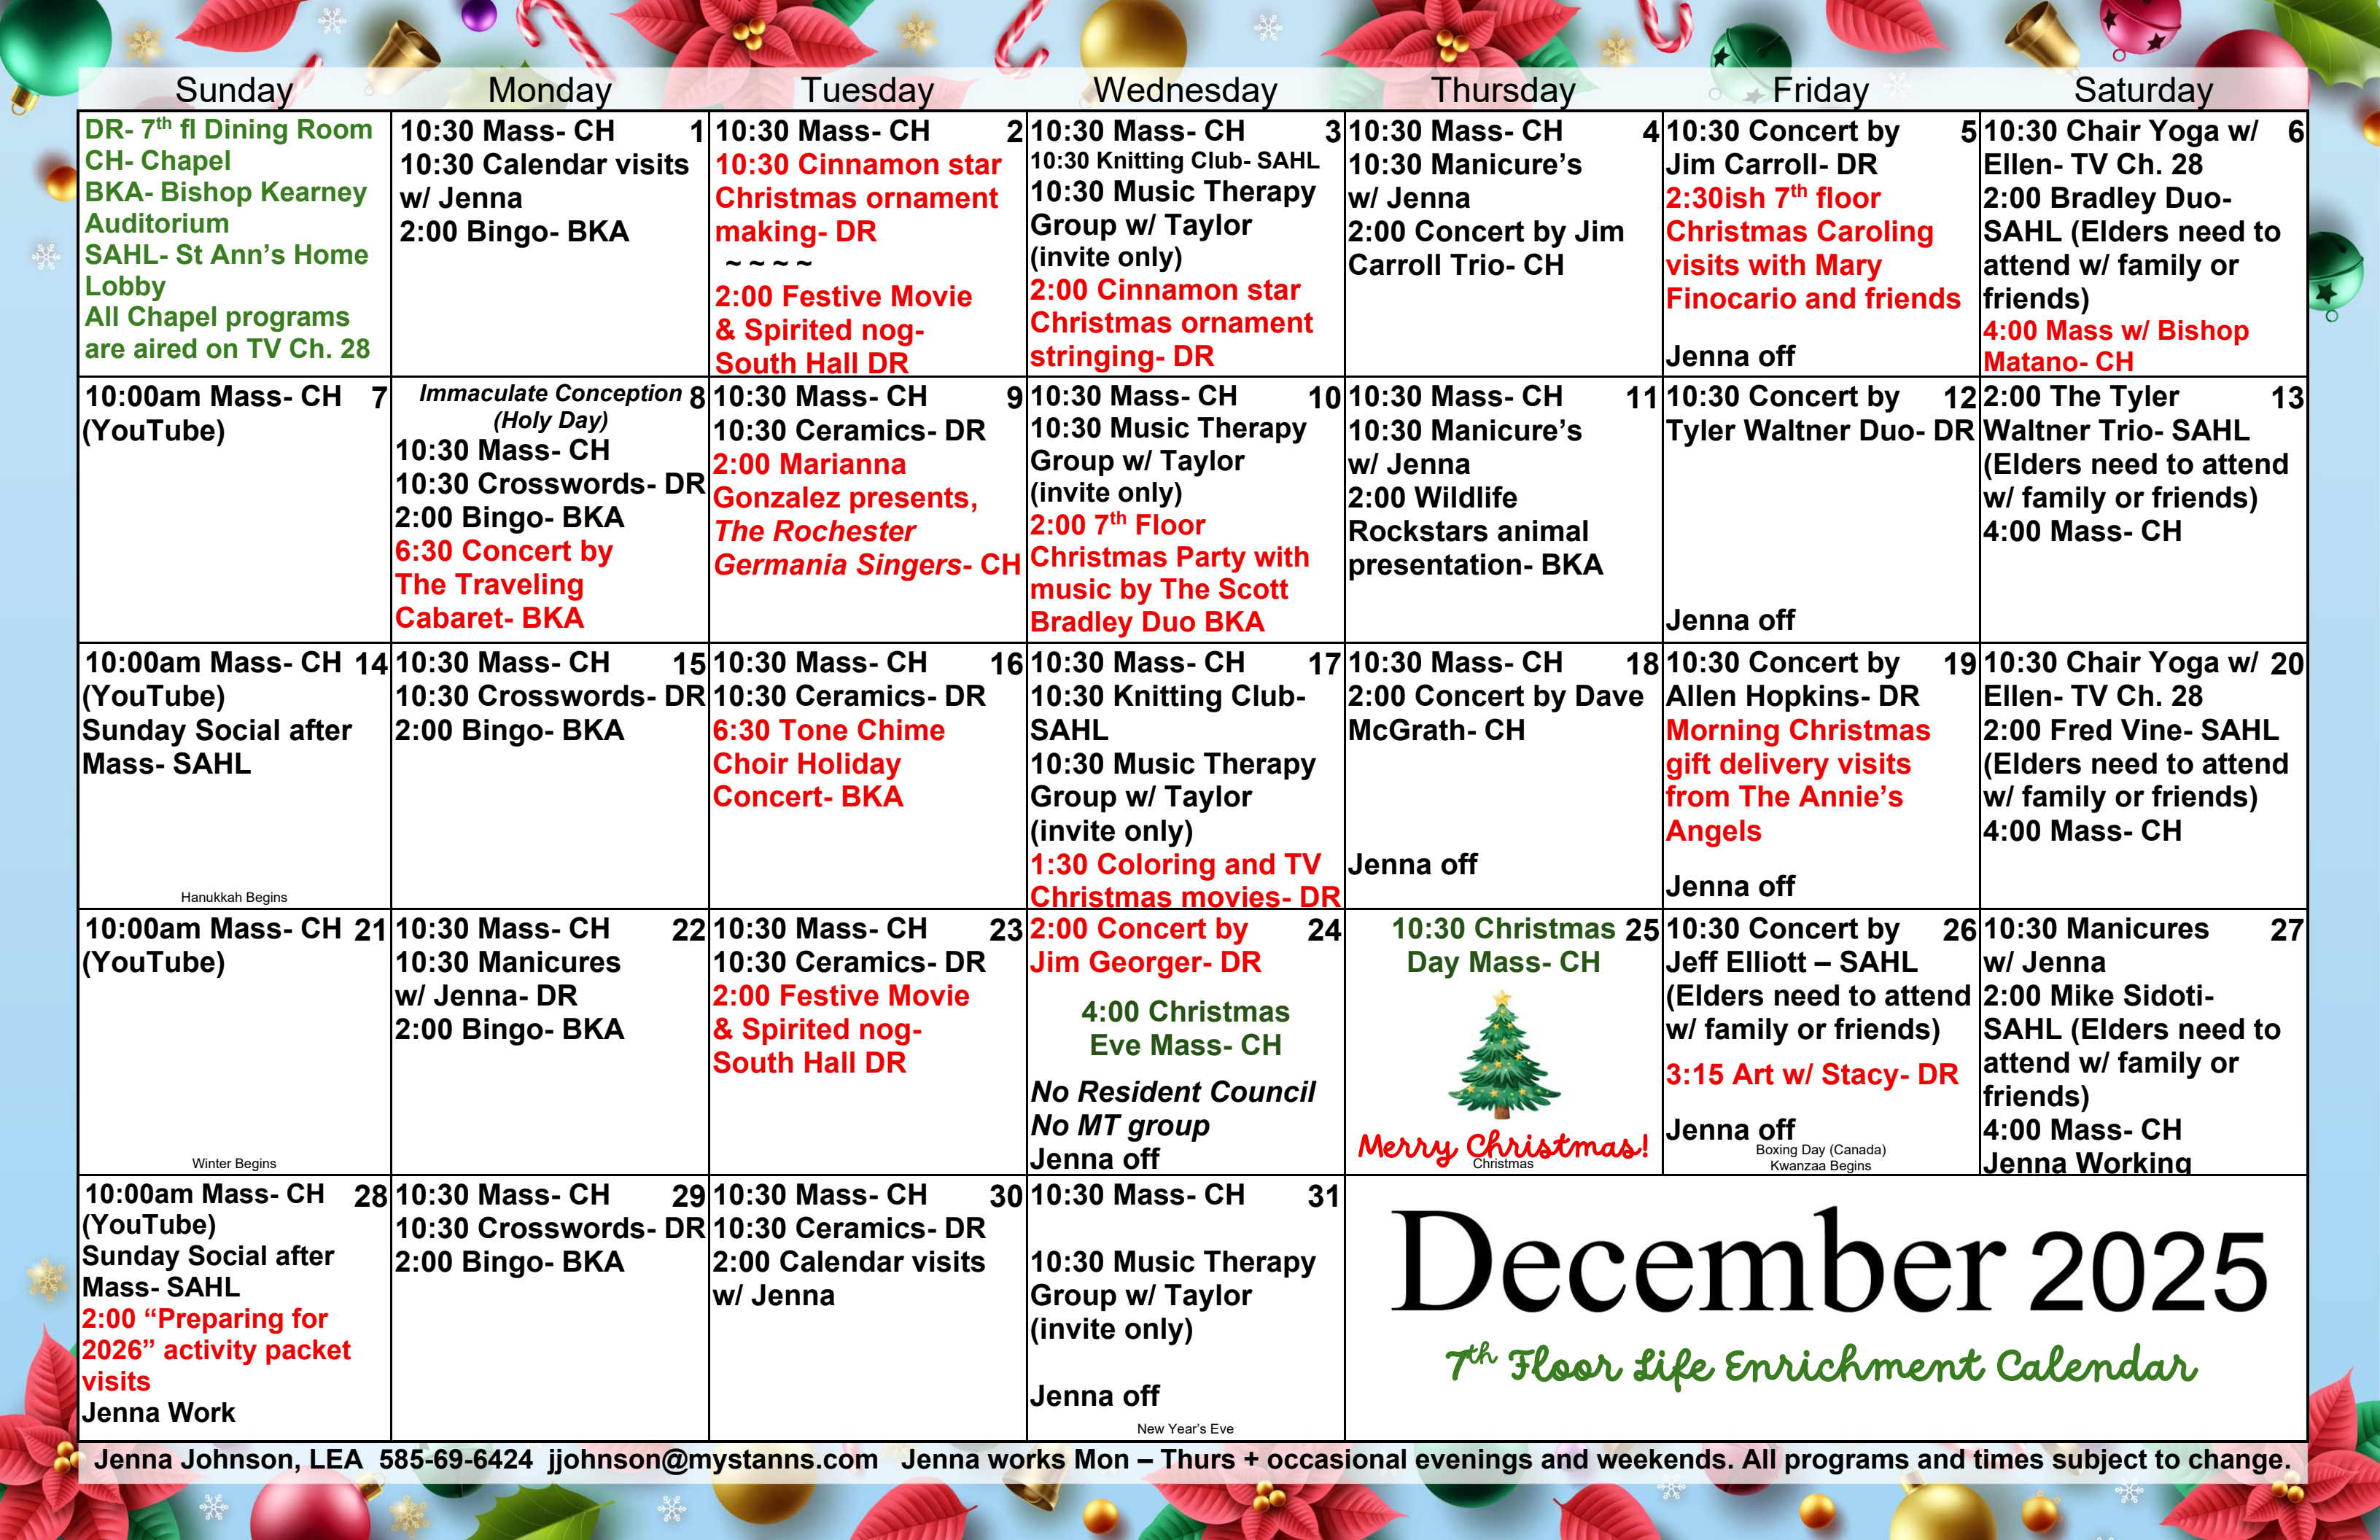 Sunday Monday Tuesday Wednesday Thursday Friday Saturday
DR- 7th fl Dining Room
CH- Chapel
BKA- Bishop Kearney
Auditorium
SAHL- St Ann's Home
Lobby
All Chapel programs
are aired on TV Ch. 28
10:30 Mass- CH 1
10:30 Calendar visits
w/ Jenna
2:00 Bingo- BKA
10:30 Mass- CH 2
10:30 Cinnamon star
Christmas ornament
making- DR
~ ~ ~ ~
2:00 Festive Movie
& Spirited nog-
South Hall DR
10:30 Mass- CH 3
10:30 Knitting Club- SAHL
10:30 Music Therapy
Group w/ Taylor
(invite only)
2:00 Cinnamon star
Christmas ornament
stringing- DR
10:30 Mass- CH 4
10:30 Manicure's
w/ Jenna
2:00 Concert by Jim
Carroll Trio- CH
10:30 Concert by 5
Jim Carroll- DR
2:30ish 7th floor
Christmas Caroling
visits with Mary
Finocario and friends
Jenna off
10:30 Chair Yoga w/ 6
Ellen- TV Ch. 28
2:00 Bradley Duo-
SAHL (Elders need to
attend w/ family or
friends)
4:00 Mass w/ Bishop
Matano- CH
10:00am Mass- CH 7
(YouTube)
Immaculate Conception 8
(Holy Day)
10:30 Mass- CH
10:30 Crosswords- DR
2:00 Bingo- BKA
6:30 Concert by
The Traveling
Cabaret- BKA
10:30 Mass- CH 9
10:30 Ceramics- DR
2:00 Marianna
Gonzalez presents,
The Rochester
Germania Singers- CH
10:30 Mass- CH 10
10:30 Music Therapy
Group w/ Taylor
(invite only)
2:00 7th Floor
Christmas Party with
music by The Scott
Bradley Duo BKA
10:30 Mass- CH 11
10:30 Manicure's
w/ Jenna
2:00 Wildlife
Rockstars animal
presentation- BKA
10:30 Concert by 12
Tyler Waltner Duo- DR
Jenna off
2:00 The Tyler 13
Waltner Trio- SAHL
(Elders need to attend
w/ family or friends)
4:00 Mass- CH
10:00am Mass- CH 14
(YouTube)
Sunday Social after
Mass- SAHL
Hanukkah Begins
10:30 Mass- CH 15
10:30 Crosswords- DR
2:00 Bingo- BKA
10:30 Mass- CH 16
10:30 Ceramics- DR
6:30 Tone Chime
Choir Holiday
Concert- BKA
10:30 Mass- CH 17
10:30 Knitting Club-
SAHL
10:30 Music Therapy
Group w/ Taylor
(invite only)
1:30 Coloring and TV
Christmas movies- DR
10:30 Mass- CH 18
2:00 Concert by Dave
McGrath- CH
Jenna off
10:30 Concert by 19
Allen Hopkins- DR
Morning Christmas
gift delivery visits
from The Annie's
Angels
Jenna off
10:30 Chair Yoga w/ 20
Ellen- TV Ch. 28
2:00 Fred Vine- SAHL
(Elders need to attend
w/ family or friends)
4:00 Mass- CH
10:00am Mass- CH 21
(YouTube)
Winter Begins
10:30 Mass- CH 22
10:30 Manicures
w/ Jenna- DR
2:00 Bingo- BKA
10:30 Mass- CH 23
10:30 Ceramics- DR
2:00 Festive Movie
& Spirited nog-
South Hall DR
2:00 Concert by 24
Jim Georger- DR
4:00 Christmas
Eve Mass- CH
No Resident Council
No MT group
Jenna off
10:30 Christmas 25
Day Mass- CH
Merry Christmas!
Christmas
10:30 Concert by 26
Jeff Elliott – SAHL
(Elders need to attend
w/ family or friends)
3:15 Art w/ Stacy- DR
Jenna off
Boxing Day (Canada)
Kwanzaa Begins
10:30 Manicures 27
w/ Jenna
2:00 Mike Sidoti-
SAHL (Elders need to
attend w/ family or
friends)
4:00 Mass- CH
Jenna Working
10:00am Mass- CH 28
(YouTube)
Sunday Social after
Mass- SAHL
2:00 “Preparing for
2026” activity packet
visits
Jenna Work
10:30 Mass- CH 29
10:30 Crosswords- DR
2:00 Bingo- BKA
10:30 Mass- CH 30
10:30 Ceramics- DR
2:00 Calendar visits
w/ Jenna
10:30 Mass- CH 31
10:30 Music Therapy
Group w/ Taylor
(invite only)
Jenna off
New Year's Eve
December 2025
7th Floor Life Enrichment Calendar
Jenna Johnson, LEA 585-69-6424 jjohnson@mystanns.com Jenna works Mon – Thurs + occasional evenings and weekends. All programs and times subject to change.